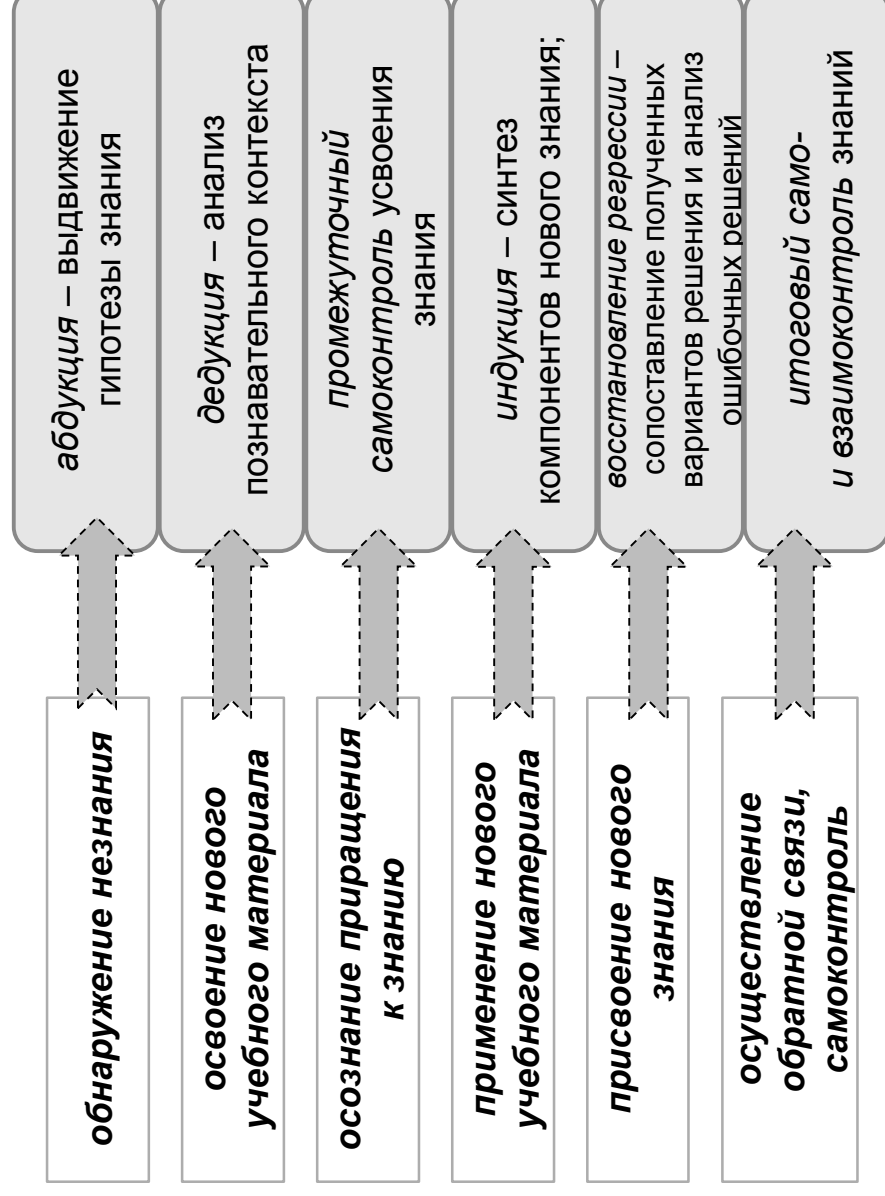 обнаружение незнания
абдукция – выдвижение
гипотезы знания
освоение нового
учебного материала
дедукция – анализ
познавательного контекста
осознание приращения
к знанию
промежуточный
самоконтроль усвоения
знания
применение нового
учебного материала
индукция – синтез
компонентов нового знания;
присвоение нового
знания
восстановление регрессии –
сопоставление полученных
вариантов решения и анализ
ошибочных решений
осуществление
обратной связи,
самоконтроль
итоговый само-
и взаимоконтроль знаний